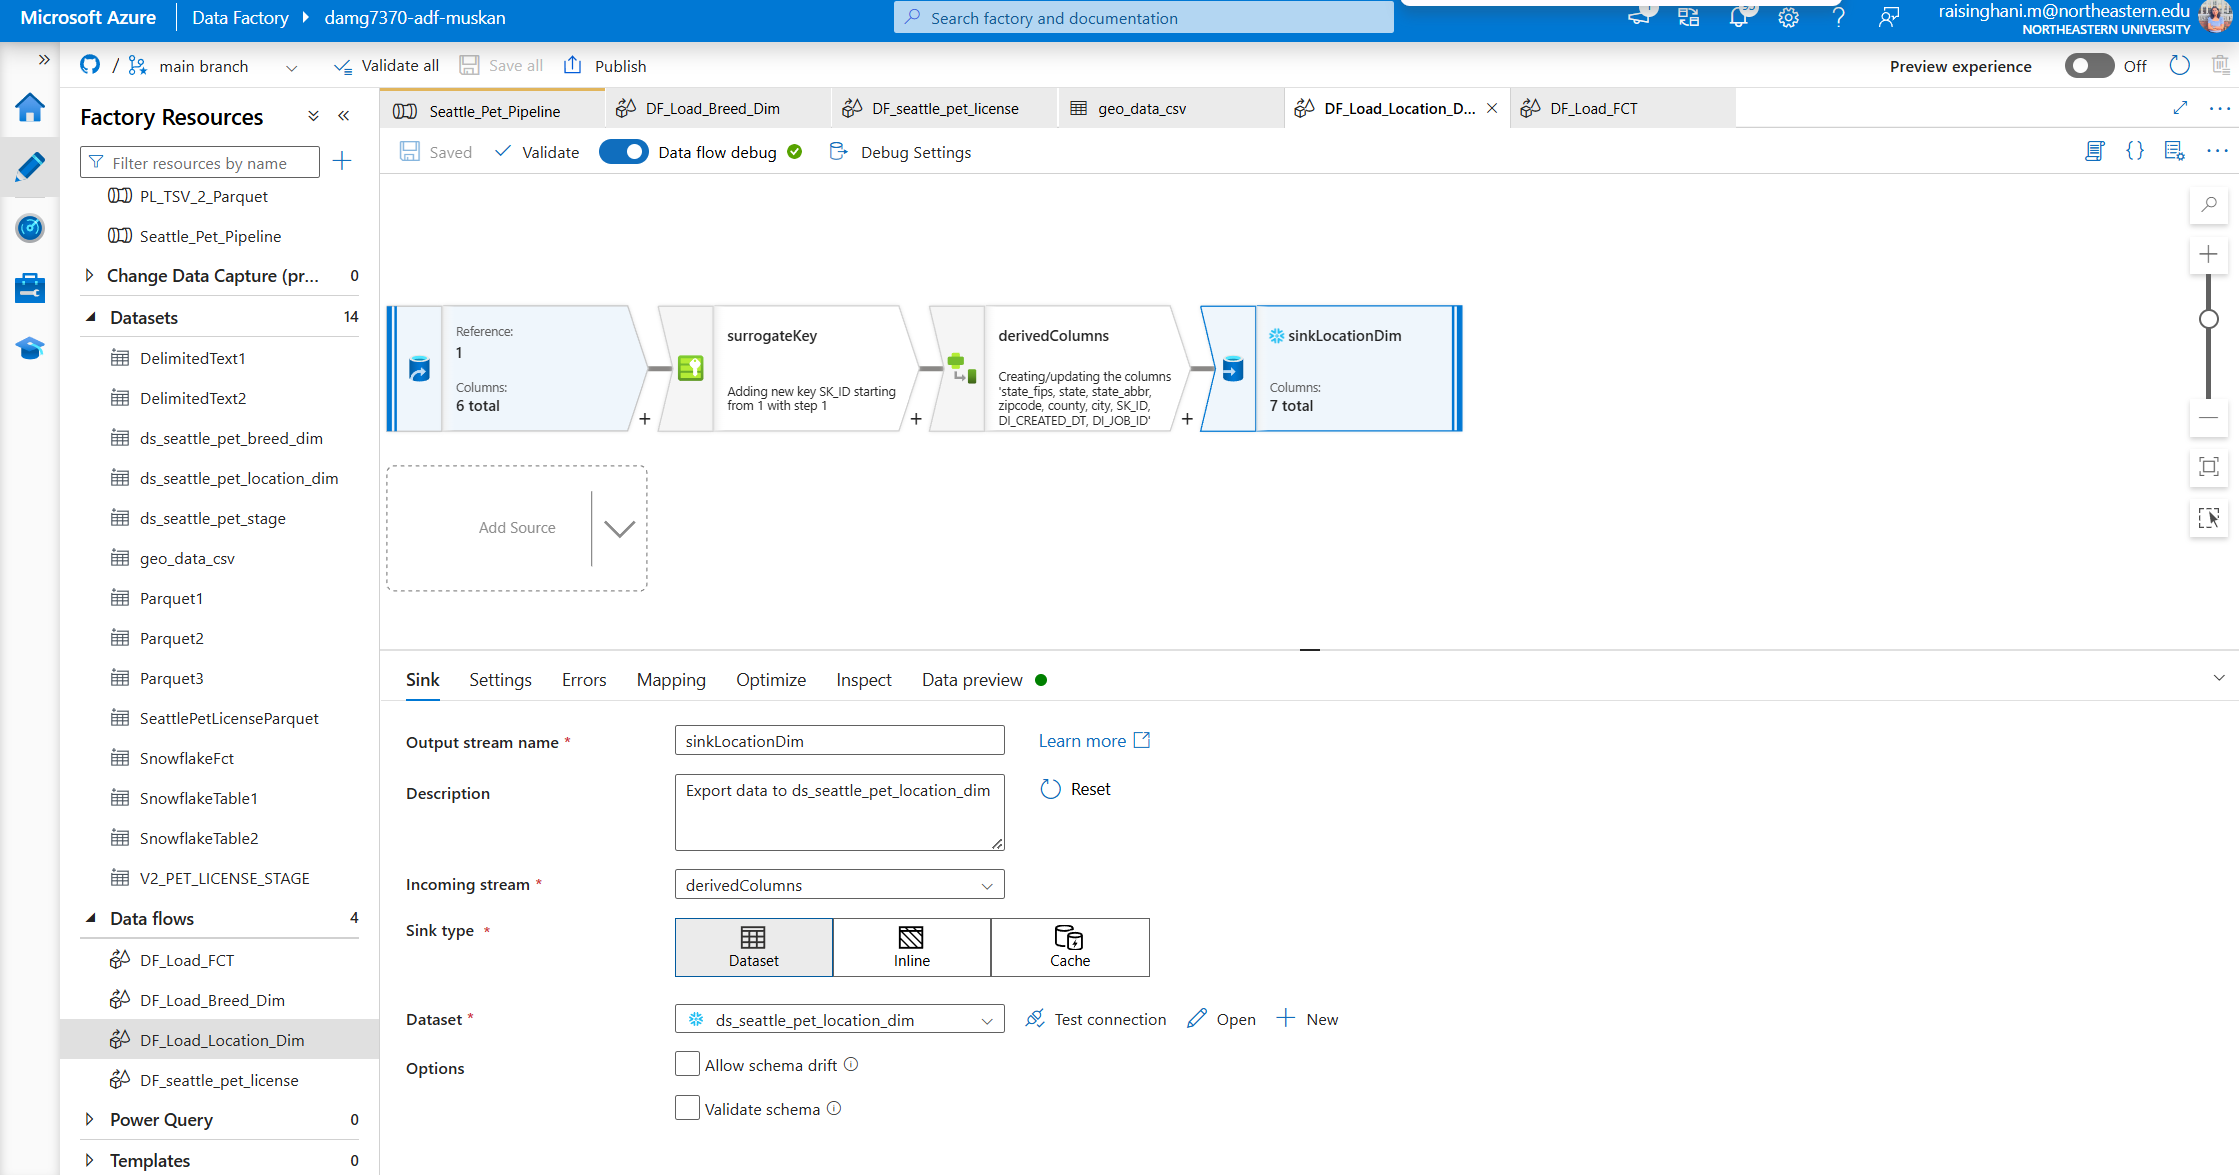 Microsoft Azure
Data Factory
damg7370-adf-muskan
Search factory and documentation
raisinghani.m@northeastern.edu
NORTHEASTERN UNIVERSITY
/ main branch
Validate all
Save all
Publish
Preview experience
Off
Factory Resources
Filter resources by name
PL_TSV_2_Parquet
Seattle_Pet_Pipeline
Change Data Capture (pr... 0
Datasets 14
DelimitedText1
DelimitedText2
ds_seattle_pet_breed_dim
ds_seattle_pet_location_dim
ds_seattle_pet_stage
geo_data_csv
Parquet1
Parquet2
Parquet3
SeattlePetLicenseParquet
SnowflakeFct
SnowflakeTable1
SnowflakeTable2
V2_PET_LICENSE_STAGE
Data flows 4
DF_Load_FCT
DF_Load_Breed_Dim
DF_Load_Location_Dim
DF_seattle_pet_license
Power Query 0
Templates 0
Seattle_Pet_Pipeline
DF_Load_Breed_Dim
DF_seattle_pet_license
geo_data_csv
DF_Load_Location_D...
DF_Load_FCT
Saved
Validate
Data flow debug
Debug Settings
Reference:
1
Columns:
6 total
surrogateKey
Adding new key SK_ID starting
from 1 with step 1
derivedColumns
Creating/updating the columns
'state_fips, state, state_abbr,
zipcode, county, city, SK_ID,
DI_CREATED_DT, DI_JOB_ID'
sinkLocationDim
Columns:
7 total
Add Source
Sink
Settings
Errors
Mapping
Optimize
Inspect
Data preview
Output stream name *
sinkLocationDim
Learn more
Description
Export data to ds_seattle_pet_location_dim
Reset
Incoming stream *
derivedColumns
Sink type *
Dataset
Inline
Cache
Dataset *
ds_seattle_pet_location_dim
Test connection
Open
New
Options
Allow schema drift
Validate schema